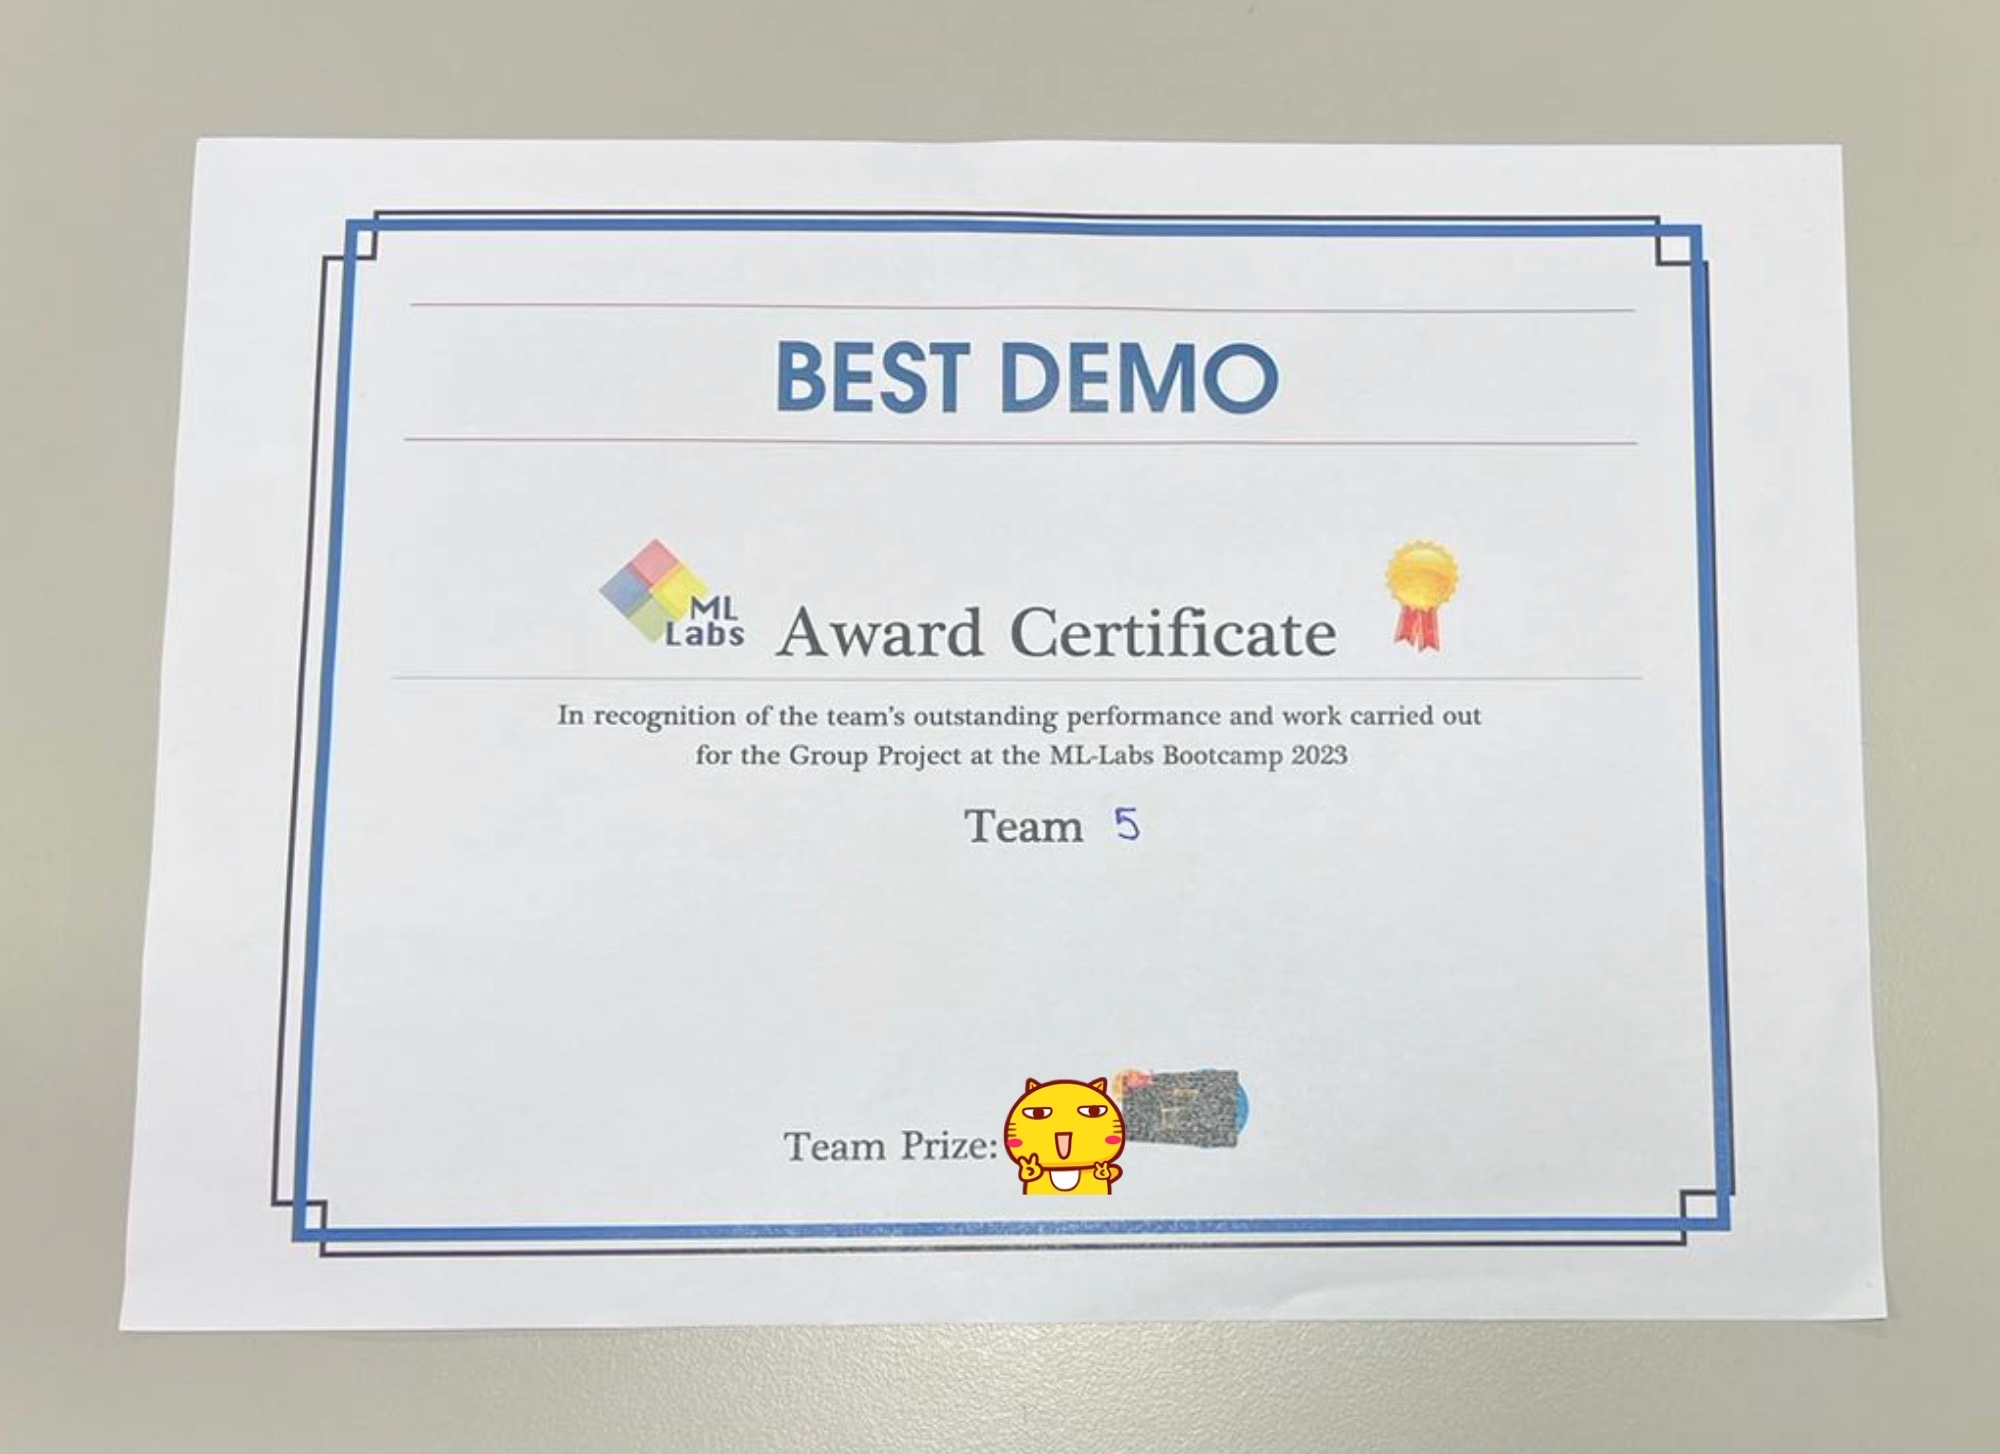 BEST DEMO
ML
Labs
Award Certificate
In recognition of the team's outstanding performance and work carried out
for the Group Project at the ML-Labs Bootcamp 2023
Team 5
Team Prize: